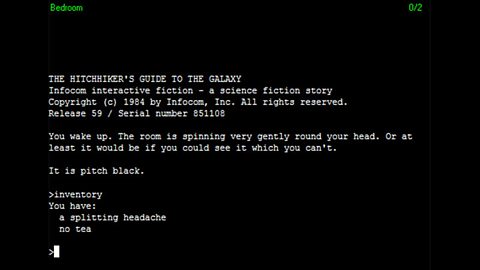 Bedroom 0/2
THE HITCHHIKER'S GUIDE TO THE GALAXY
Infocom interactive fiction - a science fiction story
Copyright (c) 1984 by Infocom, Inc. All rights reserved.
Release 59 / Serial number 851108
You wake up. The room is spinning very gently round your head. Or at
least it would be if you could see it which you can't.
It is pitch black.
>inventory
You have:
a splitting headache
no tea
>